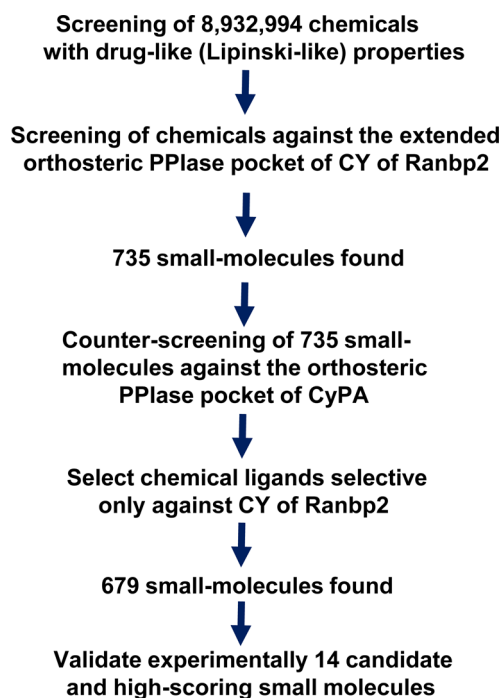 Screening of 8,932,994 chemicals
with drug-like (Lipinski-like) properties
Screening of chemicals against the extended
orthosteric PPIase pocket of CY of Ranbp2
735 small-molecules found
Counter-screening of 735 small-
molecules against the orthosteric
PPIase pocket of CyPA
Select chemical ligands selective
only against CY of Ranbp2
679 small-molecules found
Validate experimentally 14 candidate
and high-scoring small molecules